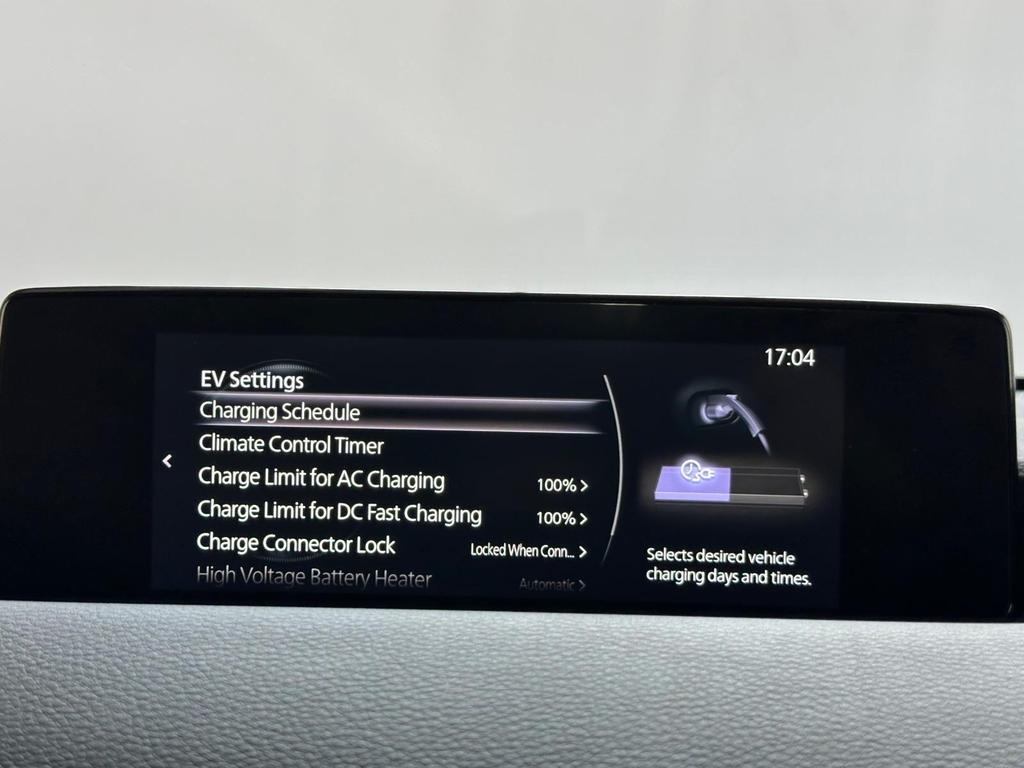 17:04
EV Settings
Charging Schedule
Climate Control Timer
Charge Limit for AC Charging 100% >
Charge Limit for DC Fast Charging 100% >
Charge Connector Lock Locked When Conn... >
High Voltage Battery Heater Automatic >
Selects desired vehicle
charging days and times.